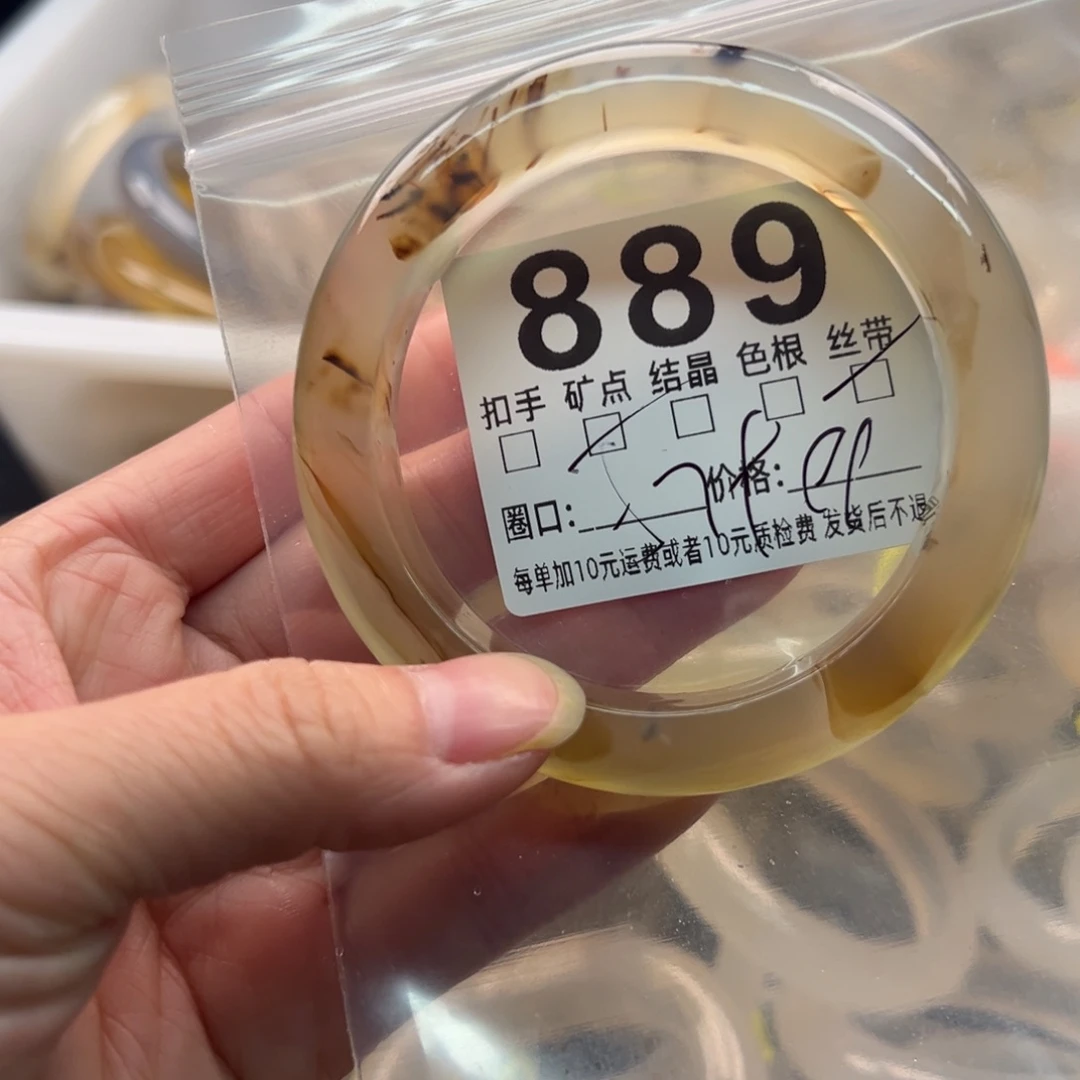 889
扣手 矿点 结晶 色根 丝带
圈口: 价格:
每单加10元运费或者10元质检费 发货后不退